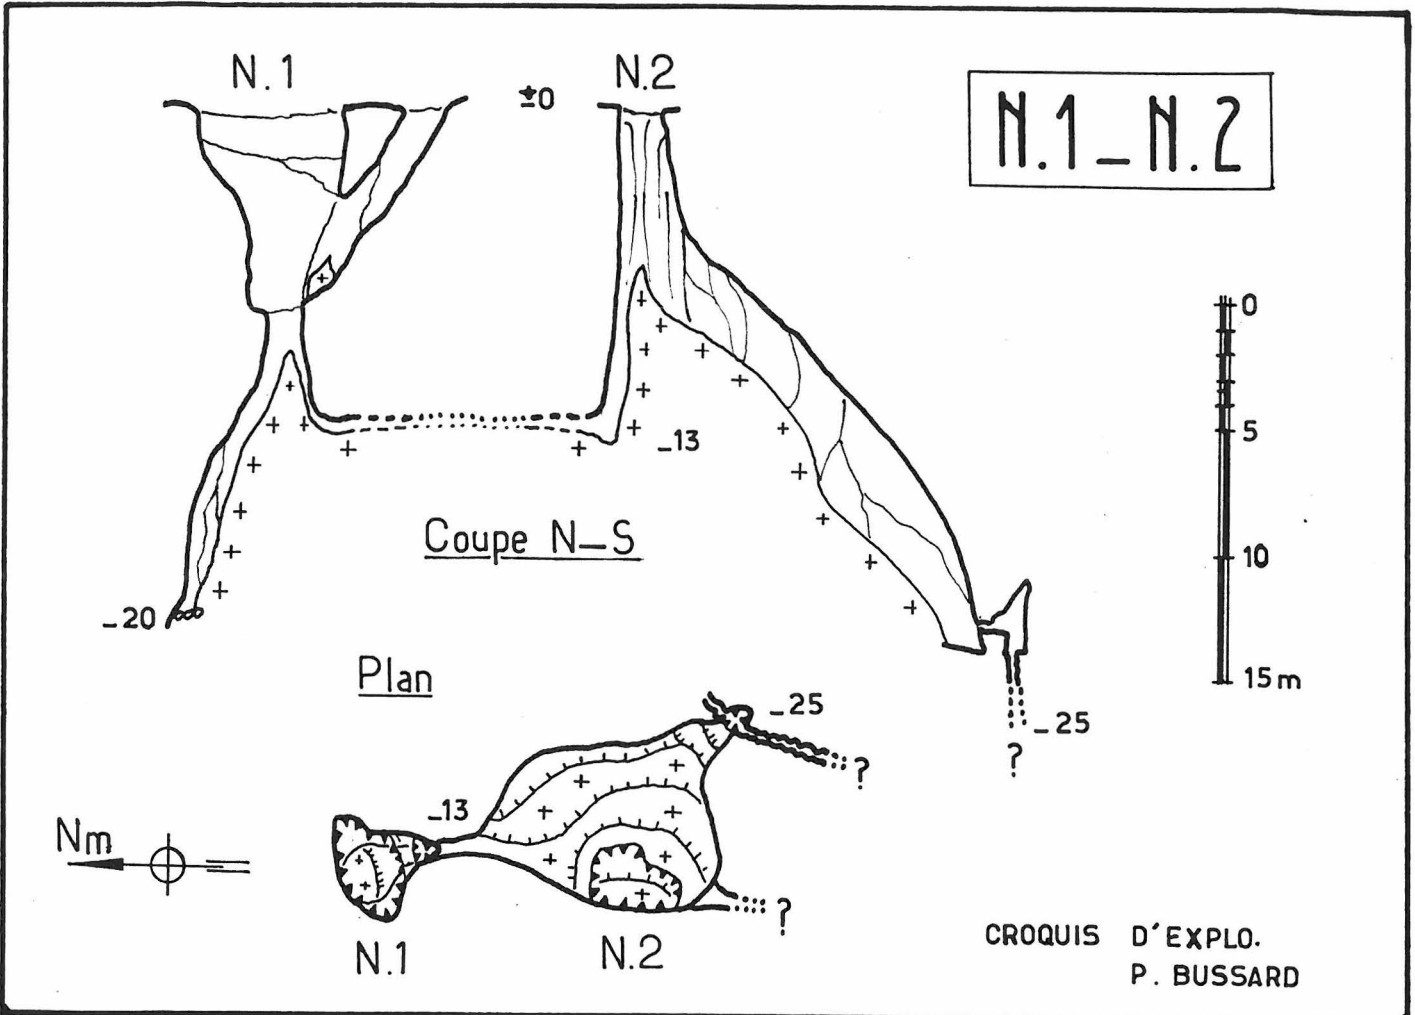 N.1
±0
N.2
N.1_N.2
0
5
10
15m
_13
Coupe N_S
_20
_25
?
Plan
_25
?
_13
Nm
?
N.1
N.2
CROQUIS D'EXPLO.
P. BUSSARD